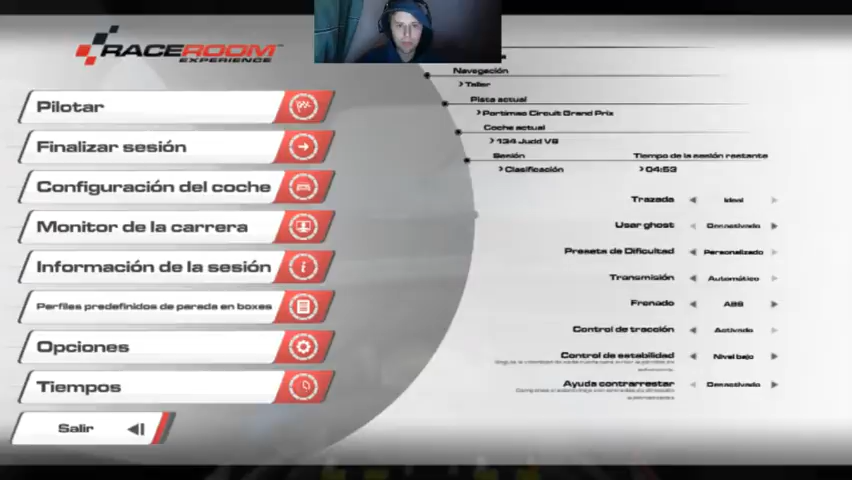 RACEROOM™
EXPERIENCE
Pilotar
Finalizar sesión
Configuración del coche
Monitor de la carrera
Información de la sesión
Perfiles predefinidos de parada en boxes
Opciones
Tiempos
Salir
Navegación
Taller
Pista actual
Portimao Circuit Grand Prix
Coche actual
134 Judd V8
Sesión Tiempo de la sesión restante
Clasificación 04:53
Trazada Ideal
Usar ghost Desactivado
Presets de Dificultad Personalizado
Transmisión Automático
Frenado ABS
Control de tracción Activado
Control de estabilidad Nivel bajo
Ayuda contrarrestar Desactivado